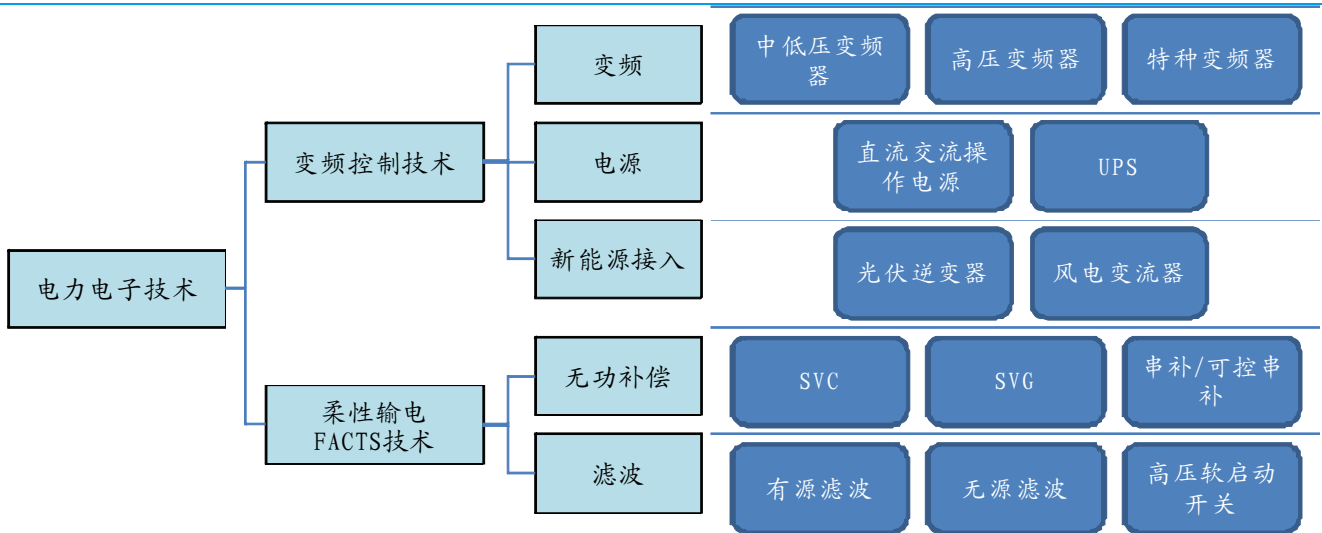 变频
中低压变频
器
高压变频器
特种变频器
变频控制技术
电源
直流交流操
作电源
UPS
新能源接入
光伏逆变器
风电变流器
电力电子技术
无功补偿
SVC
SVG
串补/可控串
补
柔性输电
FACTS技术
滤波
有源滤波
无源滤波
高压软启动
开关